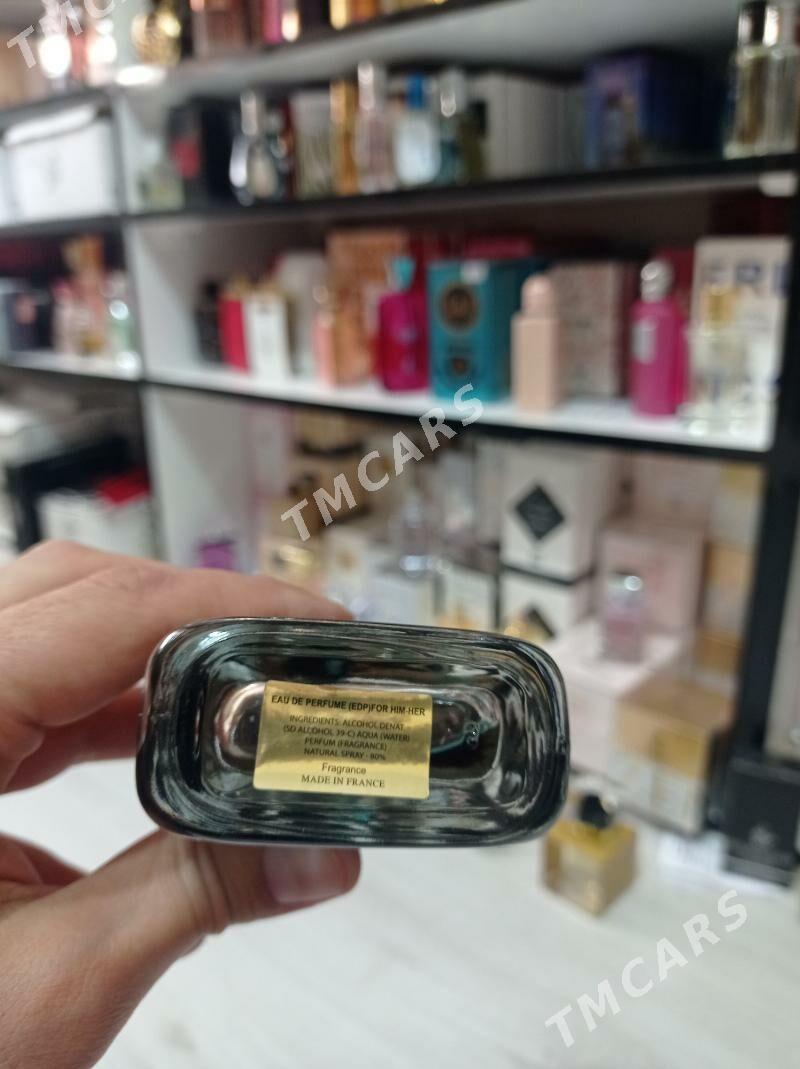 TMCARS
TMCARS
EAU DE PERFUME (EDP)FOR HIM-HER
INGREDIENTS: ALCOHOL DENAT
(SD ALCOHOL 39-C) AQUA (WATER)
PERFUM (FRAGRANCE)
NATURAL SPRAY - 80%
Fragrance
MADE IN FRANCE
TMCARS